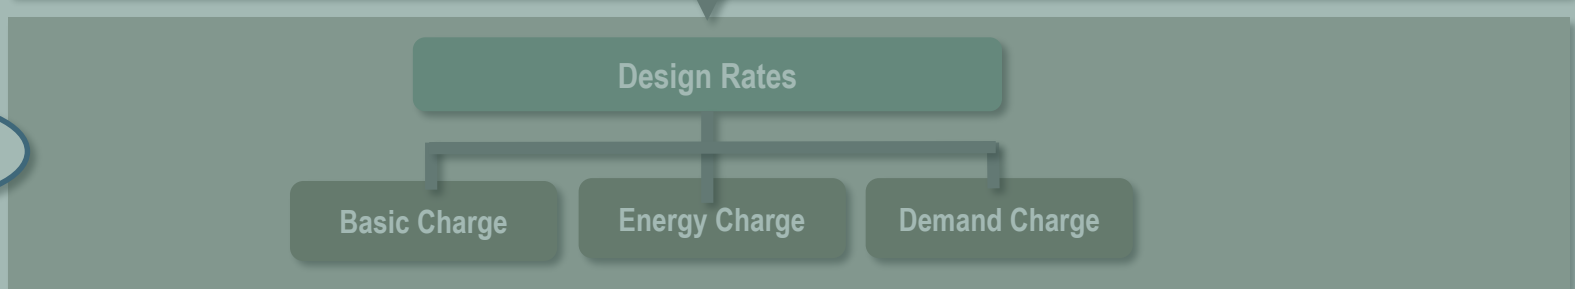 Design Rates
Basic Charge
Energy Charge
Demand Charge